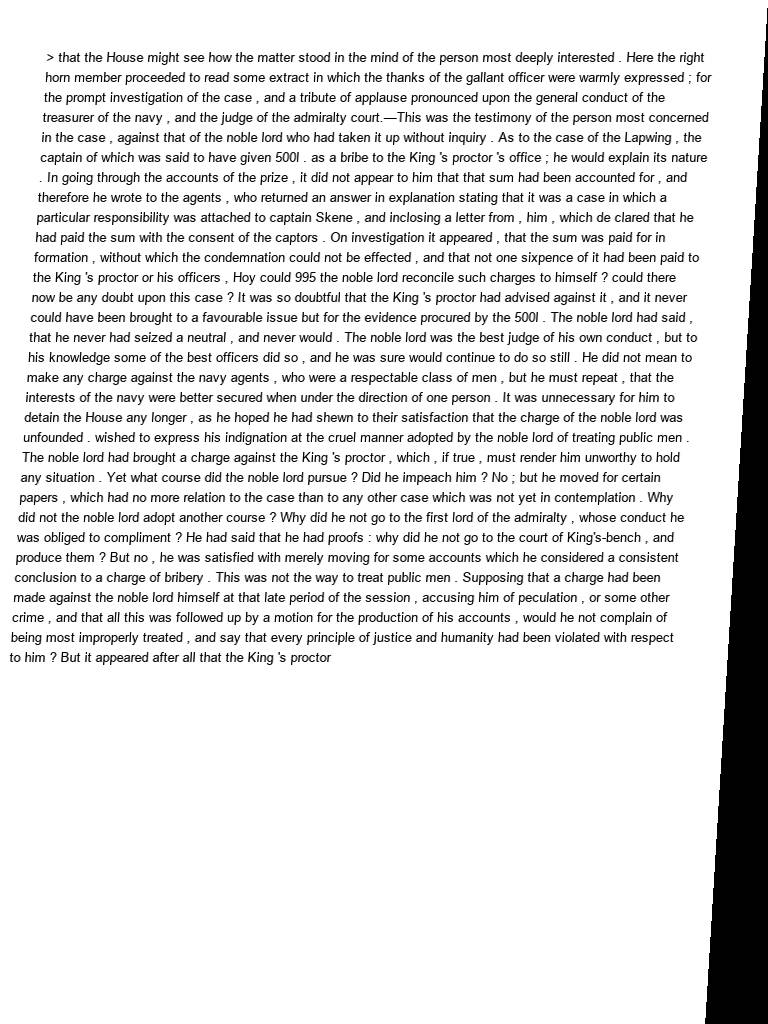 > that the House might see how the matter stood in the mind of the person most deeply interested . Here the right
horn member proceeded to read some extract in which the thanks of the gallant officer were warmly expressed ; for
the prompt investigation of the case , and a tribute of applause pronounced upon the general conduct of the
treasurer of the navy , and the judge of the admiralty court.—This was the testimony of the person most concerned
in the case , against that of the noble lord who had taken it up without inquiry . As to the case of the Lapwing , the
captain of which was said to have given 500l . as a bribe to the King 's proctor 's office ; he would explain its nature
. In going through the accounts of the prize , it did not appear to him that that sum had been accounted for , and
therefore he wrote to the agents , who returned an answer in explanation stating that it was a case in which a
particular responsibility was attached to captain Skene , and inclosing a letter from , him , which de clared that he
had paid the sum with the consent of the captors . On investigation it appeared , that the sum was paid for in
formation , without which the condemnation could not be effected , and that not one sixpence of it had been paid to
the King 's proctor or his officers , Hoy could 995 the noble lord reconcile such charges to himself ? could there
now be any doubt upon this case ? It was so doubtful that the King 's proctor had advised against it , and it never
could have been brought to a favourable issue but for the evidence procured by the 500l . The noble lord had said ,
that he never had seized a neutral , and never would . The noble lord was the best judge of his own conduct , but to
his knowledge some of the best officers did so , and he was sure would continue to do so still . He did not mean to
make any charge against the navy agents , who were a respectable class of men , but he must repeat , that the
interests of the navy were better secured when under the direction of one person . It was unnecessary for him to
detain the House any longer , as he hoped he had shewn to their satisfaction that the charge of the noble lord was
unfounded . wished to express his indignation at the cruel manner adopted by the noble lord of treating public men .
The noble lord had brought a charge against the King 's proctor , which , if true , must render him unworthy to hold
any situation . Yet what course did the noble lord pursue ? Did he impeach him ? No ; but he moved for certain
papers , which had no more relation to the case than to any other case which was not yet in contemplation . Why
did not the noble lord adopt another course ? Why did he not go to the first lord of the admiralty , whose conduct he
was obliged to compliment ? He had said that he had proofs : why did he not go to the court of King's-bench , and
produce them ? But no , he was satisfied with merely moving for some accounts which he considered a consistent
conclusion to a charge of bribery . This was not the way to treat public men . Supposing that a charge had been
made against the noble lord himself at that late period of the session , accusing him of peculation , or some other
crime , and that all this was followed up by a motion for the production of his accounts , would he not complain of
being most improperly treated , and say that every principle of justice and humanity had been violated with respect
to him ? But it appeared after all that the King 's proctor